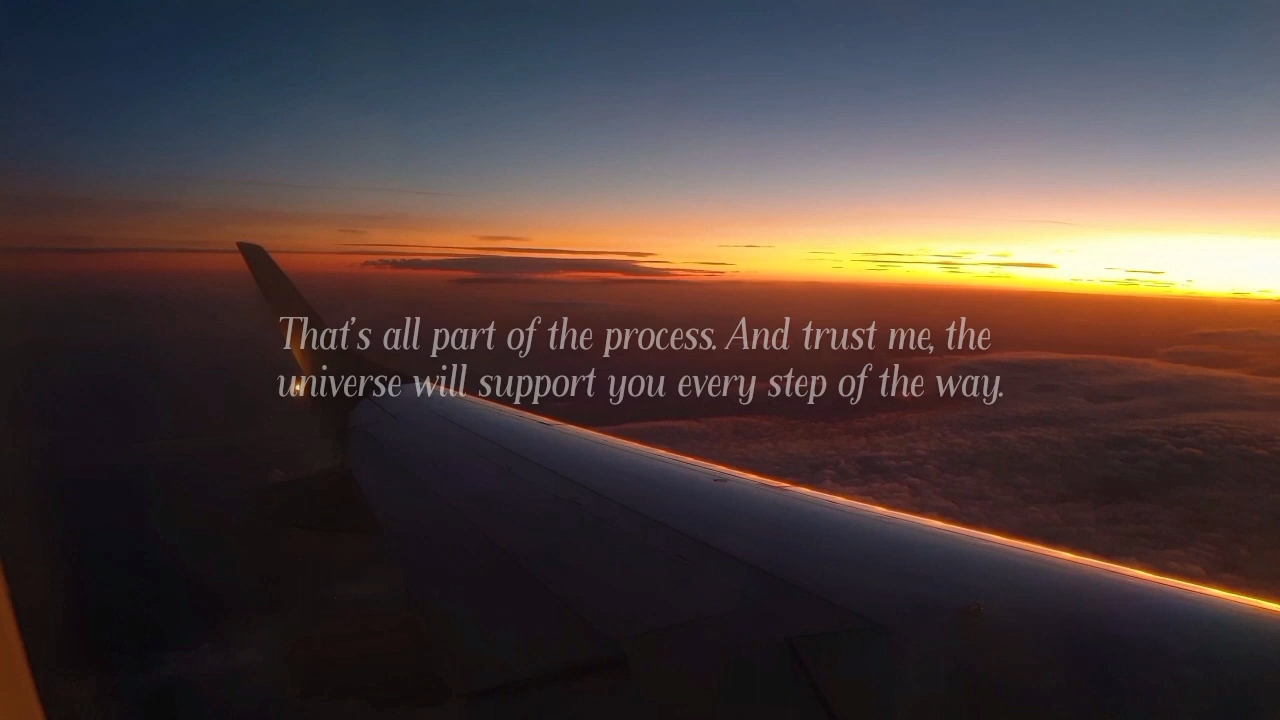 That's all part of the process. And trust me, the
universe will support you every step of the way.